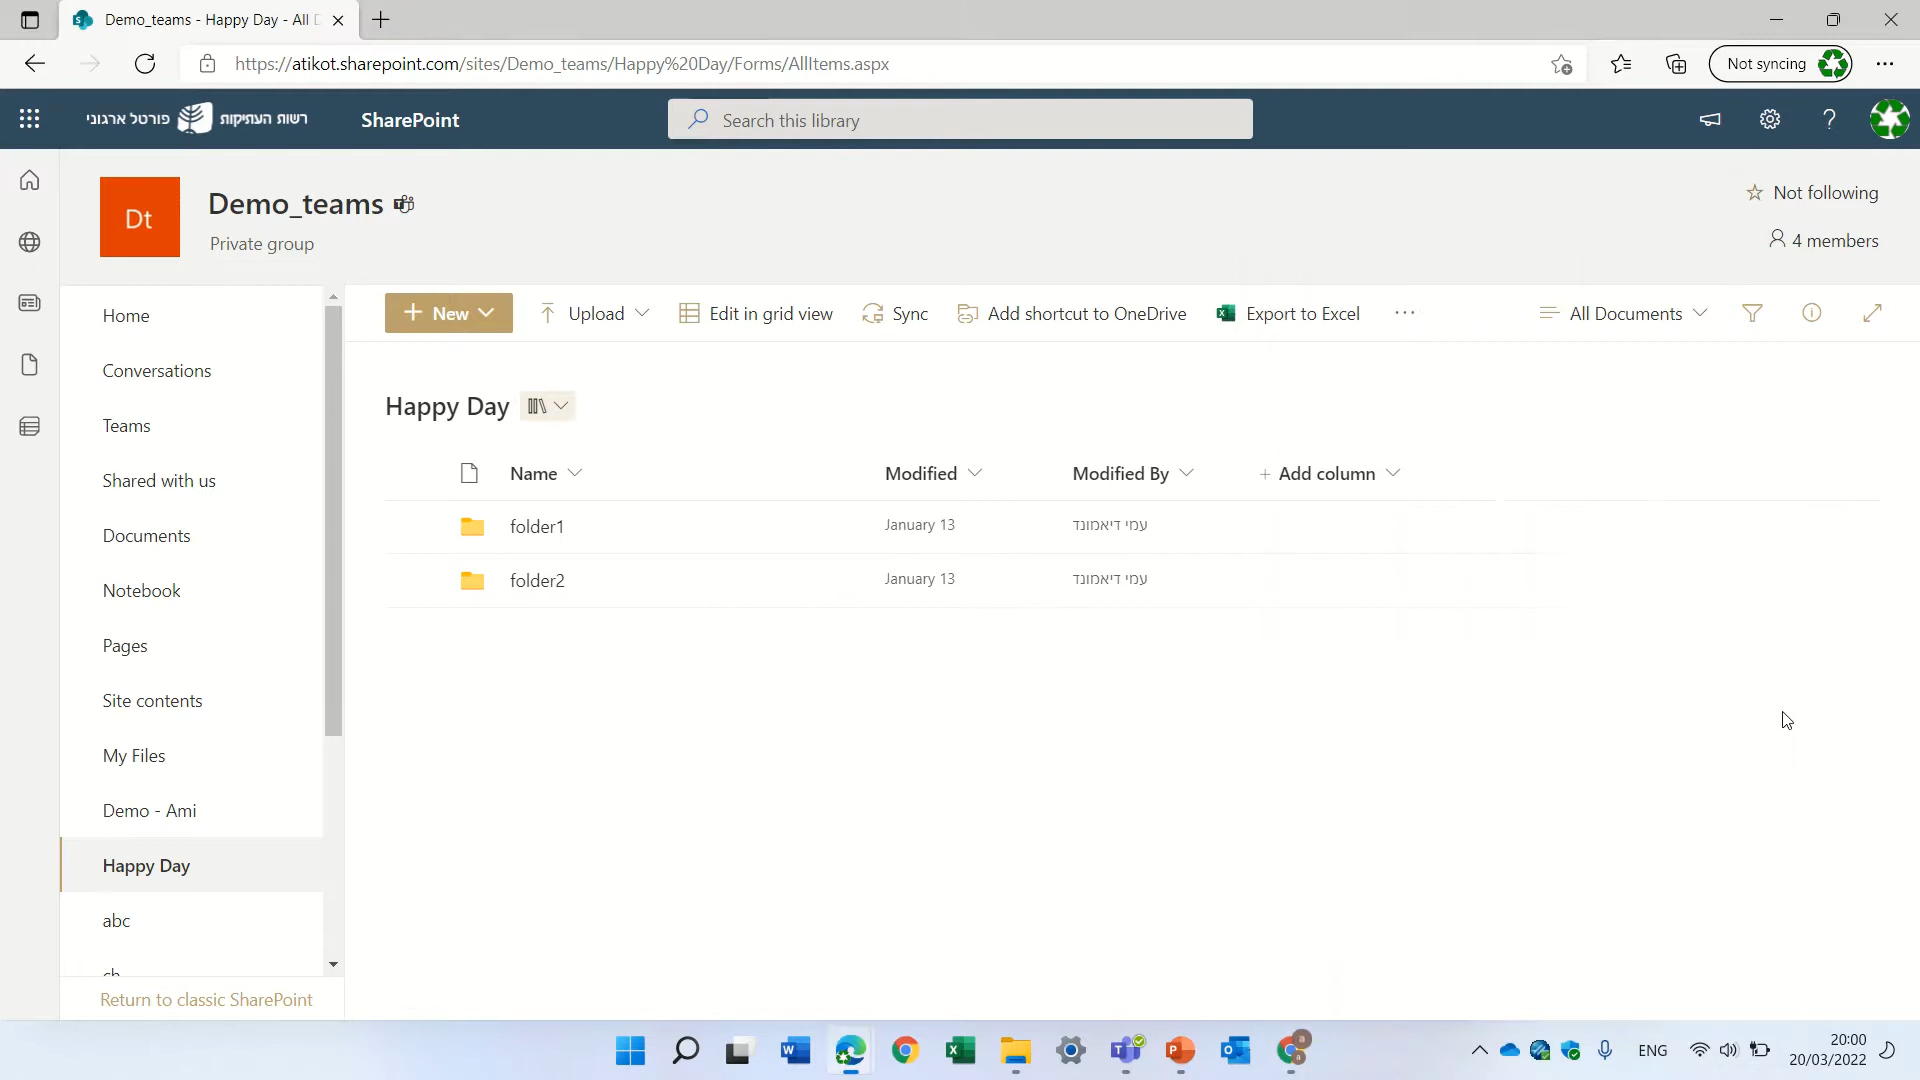 Demo_teams - Happy Day - All D
https://atikot.sharepoint.com/sites/Demo_teams/Happy%20Day/Forms/AllItems.aspx
Not syncing
רשות העתיקות פורטל ארגוני
SharePoint
Search this library
Dt
Demo_teams
Private group
Not following
4 members
Home
Conversations
Teams
Shared with us
Documents
Notebook
Pages
Site contents
My Files
Demo - Ami
Happy Day
abc
ch
Return to classic SharePoint
+ New
Upload
Edit in grid view
Sync
Add shortcut to OneDrive
Export to Excel
All Documents
Happy Day
Name
Modified
Modified By
+ Add column
folder1
January 13
עמי דיאמונד
folder2
January 13
עמי דיאמונד
ENG
20:00
20/03/2022